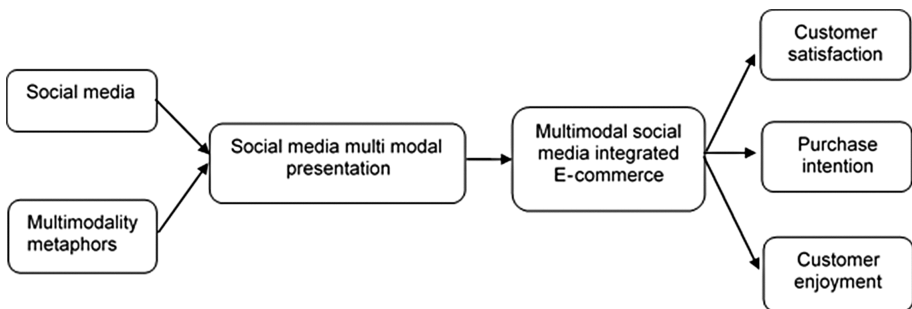 Social media
Multimodality
metaphors
Social media multi modal
presentation
Multimodal social
media integrated
E-commerce
Customer
satisfaction
Purchase
intention
Customer
enjoyment